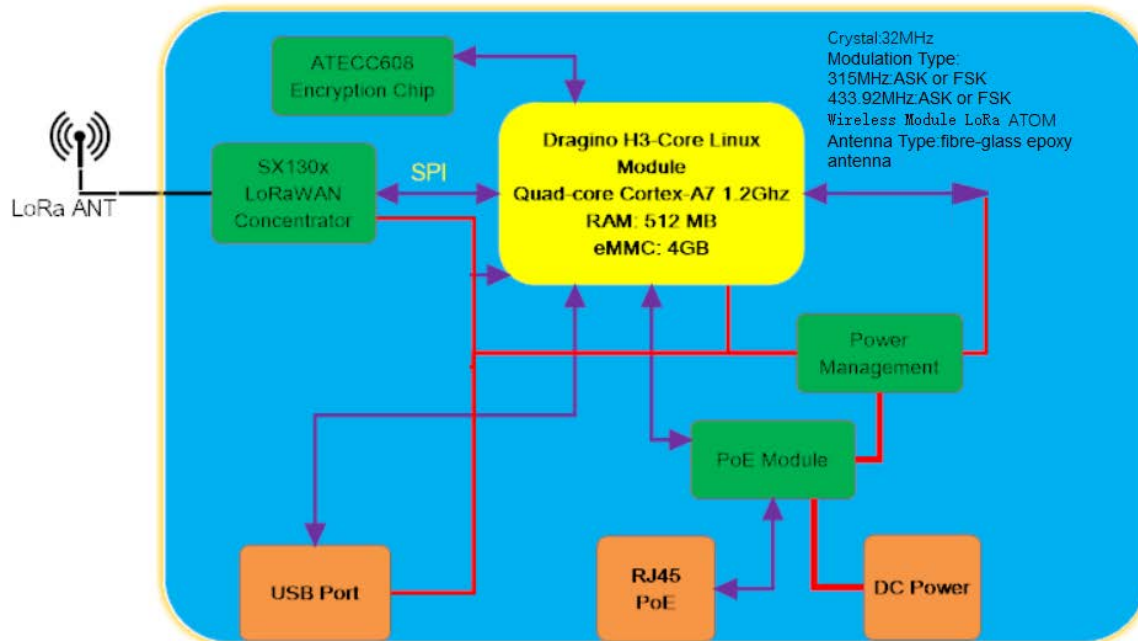 ATECC608
Encryption Chip
Crystal:32MHz
Modulation Type:
315MHz:ASK or FSK
433.92MHz:ASK or FSK
Wireless Module LoRa ATOM
Antenna Type:fibre-glass epoxy
antenna
LoRa ANT
SX130x
LoRaWAN
Concentrator
SPI
Dragino H3-Core Linux
Module
Quad-core Cortex-A7 1.2Ghz
RAM: 512 MB
eMMC: 4GB
Power
Management
PoE Module
USB Port
RJ45
PoE
DC Power